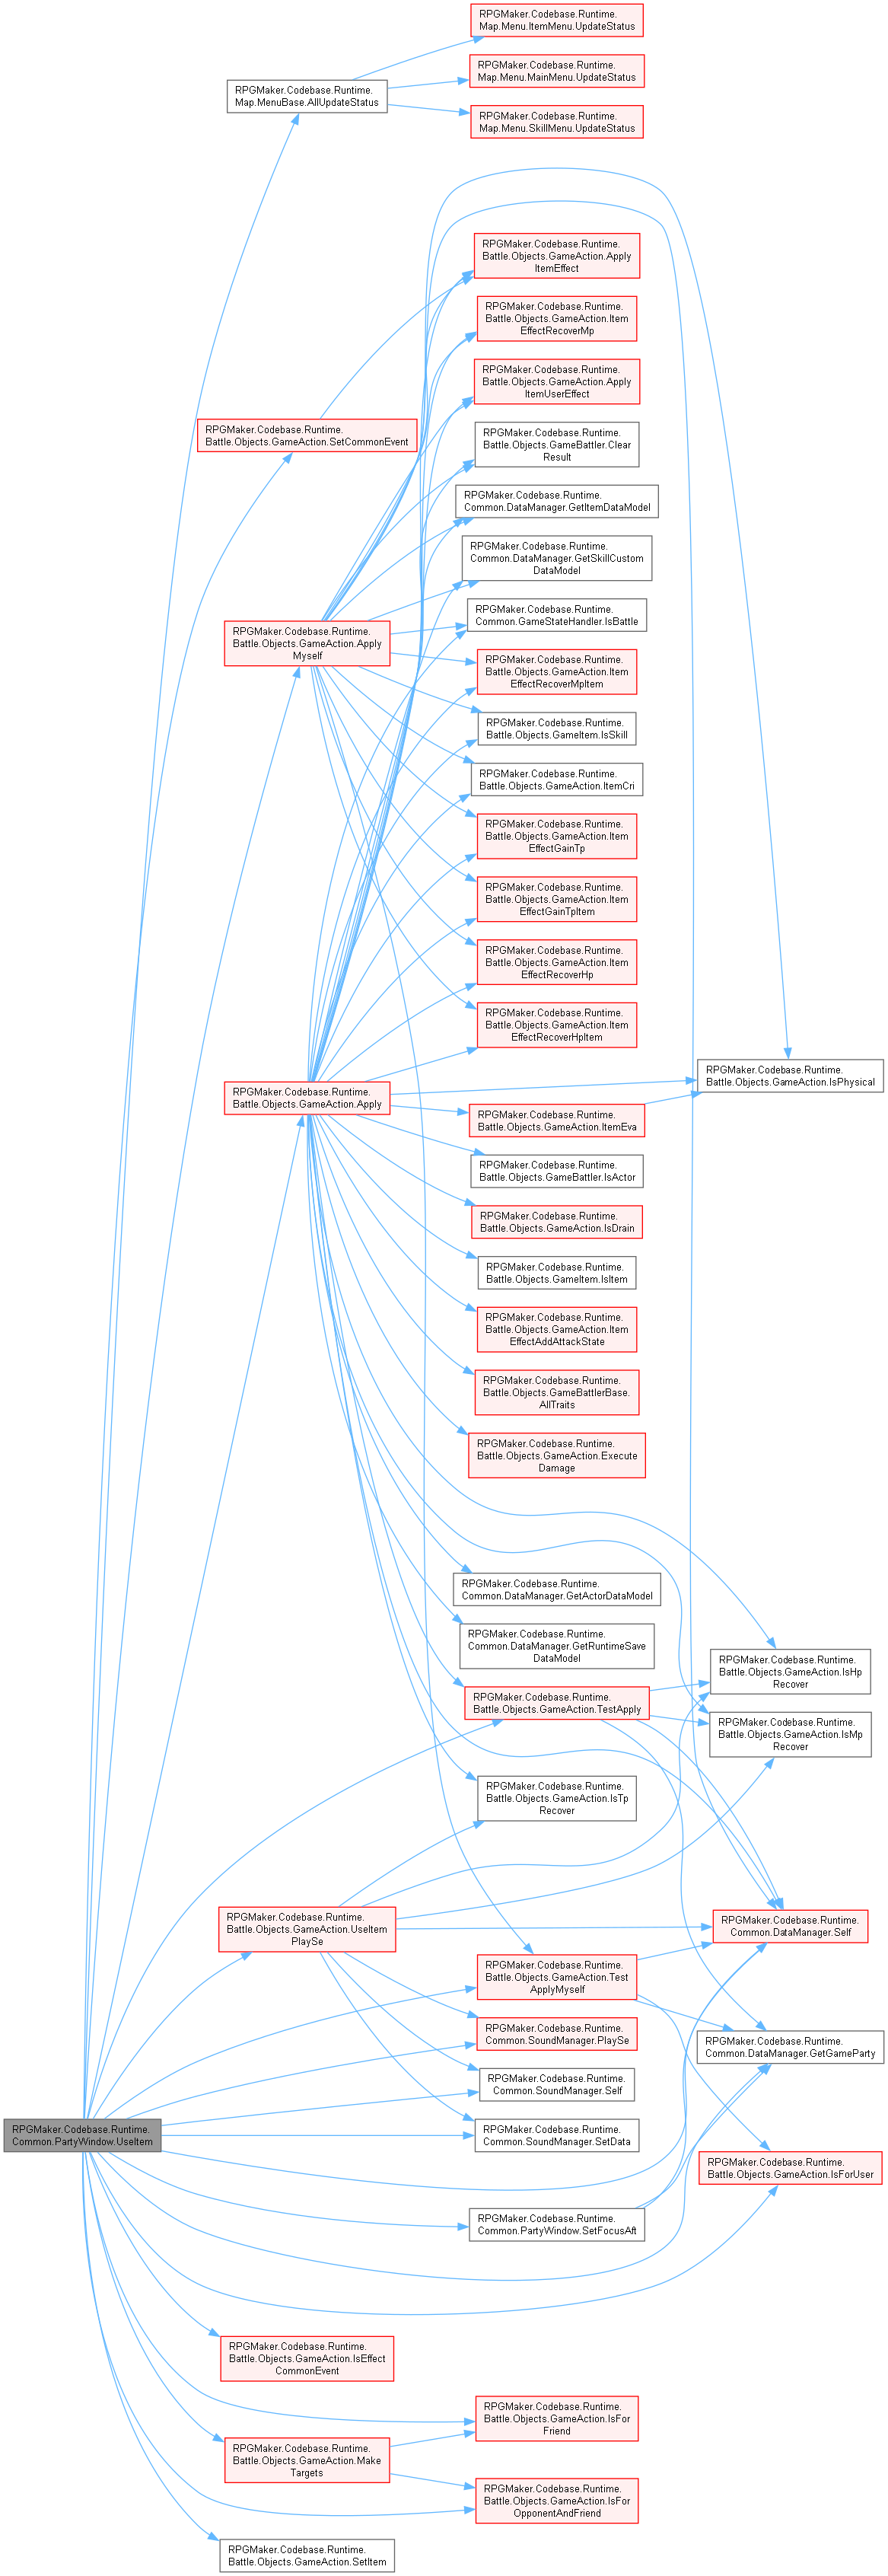 RPGMaker.Codebase.Runtime.
Map.Menu.ItemMenu.UpdateStatus
RPGMaker.Codebase.Runtime.
Map.Menu.MainMenu.UpdateStatus
RPGMaker.Codebase.Runtime.
Map.MenuBase.AllUpdateStatus
RPGMaker.Codebase.Runtime.
Map.Menu.SkillMenu.UpdateStatus
RPGMaker.Codebase.Runtime.
Battle.Objects.GameAction.Apply
ItemEffect
RPGMaker.Codebase.Runtime.
Battle.Objects.GameAction.Item
EffectRecoverMp
RPGMaker.Codebase.Runtime.
Battle.Objects.GameAction.Apply
ItemUserEffect
RPGMaker.Codebase.Runtime.
Battle.Objects.GameAction.SetCommonEvent
RPGMaker.Codebase.Runtime.
Battle.Objects.GameBattler.Clear
Result
RPGMaker.Codebase.Runtime.
Common.DataManager.GetItemDataModel
RPGMaker.Codebase.Runtime.
Common.DataManager.GetSkillCustom
DataModel
RPGMaker.Codebase.Runtime.
Common.GameStateHandler.IsBattle
RPGMaker.Codebase.Runtime.
Battle.Objects.GameAction.Apply
Myself
RPGMaker.Codebase.Runtime.
Battle.Objects.GameAction.Item
EffectRecoverMpItem
RPGMaker.Codebase.Runtime.
Battle.Objects.GameItem.IsSkill
RPGMaker.Codebase.Runtime.
Battle.Objects.GameAction.ItemCri
RPGMaker.Codebase.Runtime.
Battle.Objects.GameAction.Item
EffectGainTp
RPGMaker.Codebase.Runtime.
Battle.Objects.GameAction.Item
EffectGainTpItem
RPGMaker.Codebase.Runtime.
Battle.Objects.GameAction.Item
EffectRecoverHp
RPGMaker.Codebase.Runtime.
Battle.Objects.GameAction.Item
EffectRecoverHpItem
RPGMaker.Codebase.Runtime.
Battle.Objects.GameAction.IsPhysical
RPGMaker.Codebase.Runtime.
Battle.Objects.GameAction.Apply
RPGMaker.Codebase.Runtime.
Battle.Objects.GameAction.ItemEva
RPGMaker.Codebase.Runtime.
Battle.Objects.GameBattler.IsActor
RPGMaker.Codebase.Runtime.
Battle.Objects.GameAction.IsDrain
RPGMaker.Codebase.Runtime.
Battle.Objects.GameItem.IsItem
RPGMaker.Codebase.Runtime.
Battle.Objects.GameAction.Item
EffectAddAttackState
RPGMaker.Codebase.Runtime.
Battle.Objects.GameBattlerBase.
AllTraits
RPGMaker.Codebase.Runtime.
Battle.Objects.GameAction.Execute
Damage
RPGMaker.Codebase.Runtime.
Common.DataManager.GetActorDataModel
RPGMaker.Codebase.Runtime.
Common.DataManager.GetRuntimeSave
DataModel
RPGMaker.Codebase.Runtime.
Battle.Objects.GameAction.IsHp
Recover
RPGMaker.Codebase.Runtime.
Battle.Objects.GameAction.TestApply
RPGMaker.Codebase.Runtime.
Battle.Objects.GameAction.IsMp
Recover
RPGMaker.Codebase.Runtime.
Battle.Objects.GameAction.IsTp
Recover
RPGMaker.Codebase.Runtime.
Battle.Objects.GameAction.UseItem
PlaySe
RPGMaker.Codebase.Runtime.
Common.DataManager.Self
RPGMaker.Codebase.Runtime.
Battle.Objects.GameAction.Test
ApplyMyself
RPGMaker.Codebase.Runtime.
Common.SoundManager.PlaySe
RPGMaker.Codebase.Runtime.
Common.DataManager.GetGameParty
RPGMaker.Codebase.Runtime.
Common.SoundManager.Self
RPGMaker.Codebase.Runtime.
Common.PartyWindow.UseItem
RPGMaker.Codebase.Runtime.
Common.SoundManager.SetData
RPGMaker.Codebase.Runtime.
Battle.Objects.GameAction.IsForUser
RPGMaker.Codebase.Runtime.
Common.PartyWindow.SetFocusAft
RPGMaker.Codebase.Runtime.
Battle.Objects.GameAction.IsEffect
CommonEvent
RPGMaker.Codebase.Runtime.
Battle.Objects.GameAction.IsFor
Friend
RPGMaker.Codebase.Runtime.
Battle.Objects.GameAction.Make
Targets
RPGMaker.Codebase.Runtime.
Battle.Objects.GameAction.IsFor
OpponentAndFriend
RPGMaker.Codebase.Runtime.
Battle.Objects.GameAction.SetItem